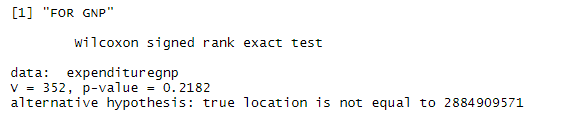 [1] "FOR GNP"
wilcoxon signed rank exact test
data: expendituregnp
V = 352, p-value = 0.2182
alternative hypothesis: true location is not equal to 2884909571